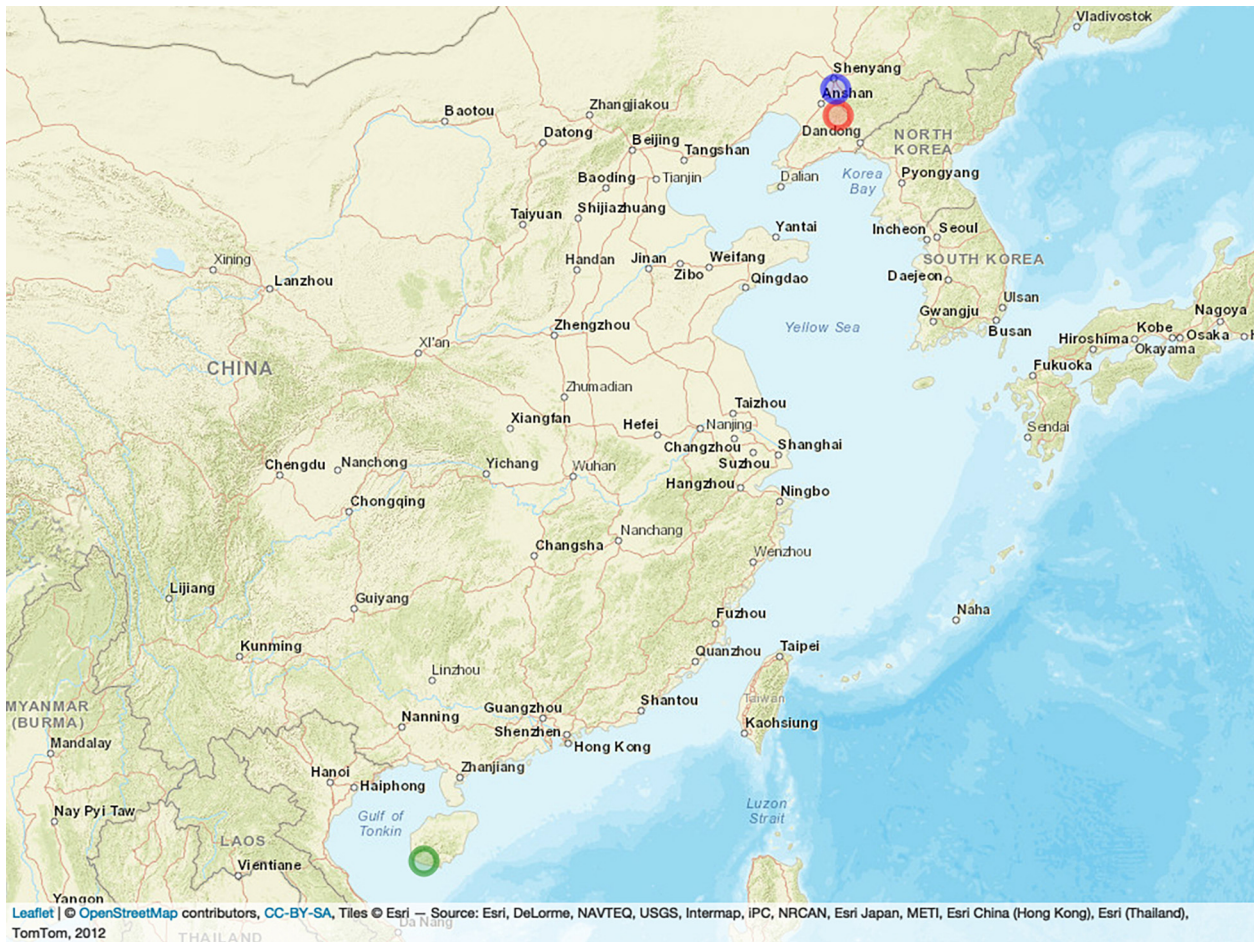 Vladivostok
Shenyang
Anshan
Baotou
Zhangjiakou
Datong
Beijing
Tangshan
Dandong
NORTH
KOREA
Baoding
Tianjin
Dalian
Korea
Bay
Pyongyang
Taiyuan
Shijiazhuang
Yantai
Incheon
Seoul
Xining
Lanzhou
Handan
Jinan
Zibo
Weifang
Qingdao
SOUTH KOREA
Daejeon
Gwangju
Ulsan
Busan
Nagoya
Zhengzhou
Yellow Sea
Hiroshima
Kobe
Osaka
H
Okayama
XI'an
CHINA
Fukuoka
Zhumadian
Xiangfan
Hefei
Taizhou
Nanjing
Changzhou
Suzhou
Shanghai
Sendai
Chengdu
Nanchong
Yichang
Wuhan
Hangzhou
Ningbo
Chongqing
Changsha
Nanchang
Wenzhou
Lijiang
Guiyang
Fuzhou
Naha
Kunming
Linzhou
Quanzhou
Taipei
MYANMAR
(BURMA)
Mandalay
Nanning
Guangzhou
Shenzhen
Hong Kong
Shantou
Taiwan
Kaohsiung
Hanoi
Haiphong
Zhanjiang
Nay Pyi Taw
Gulf of
Tonkin
Luzon
Strait
LAOS
Vientiane
Yangon
Leaflet | © OpenStreetMap contributors, CC-BY-SA, Tiles © Esri — Source: Esri, DeLorme, NAVTEQ, USGS, Intermap, iPC, NRCAN, Esri Japan, METI, Esri China (Hong Kong), Esri (Thailand),
TomTom, 2012
Da Nang
THAILAND